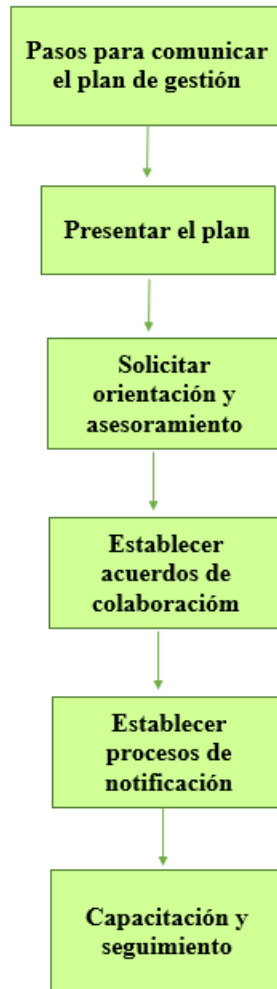 Pasos para comunicar
el plan de gestión
Presentar el plan
Solicitar
orientación y
asesoramiento
Establecer
acuerdos de
colaboracióm
Establecer
procesos de
notificación
Capacitación y
seguimiento